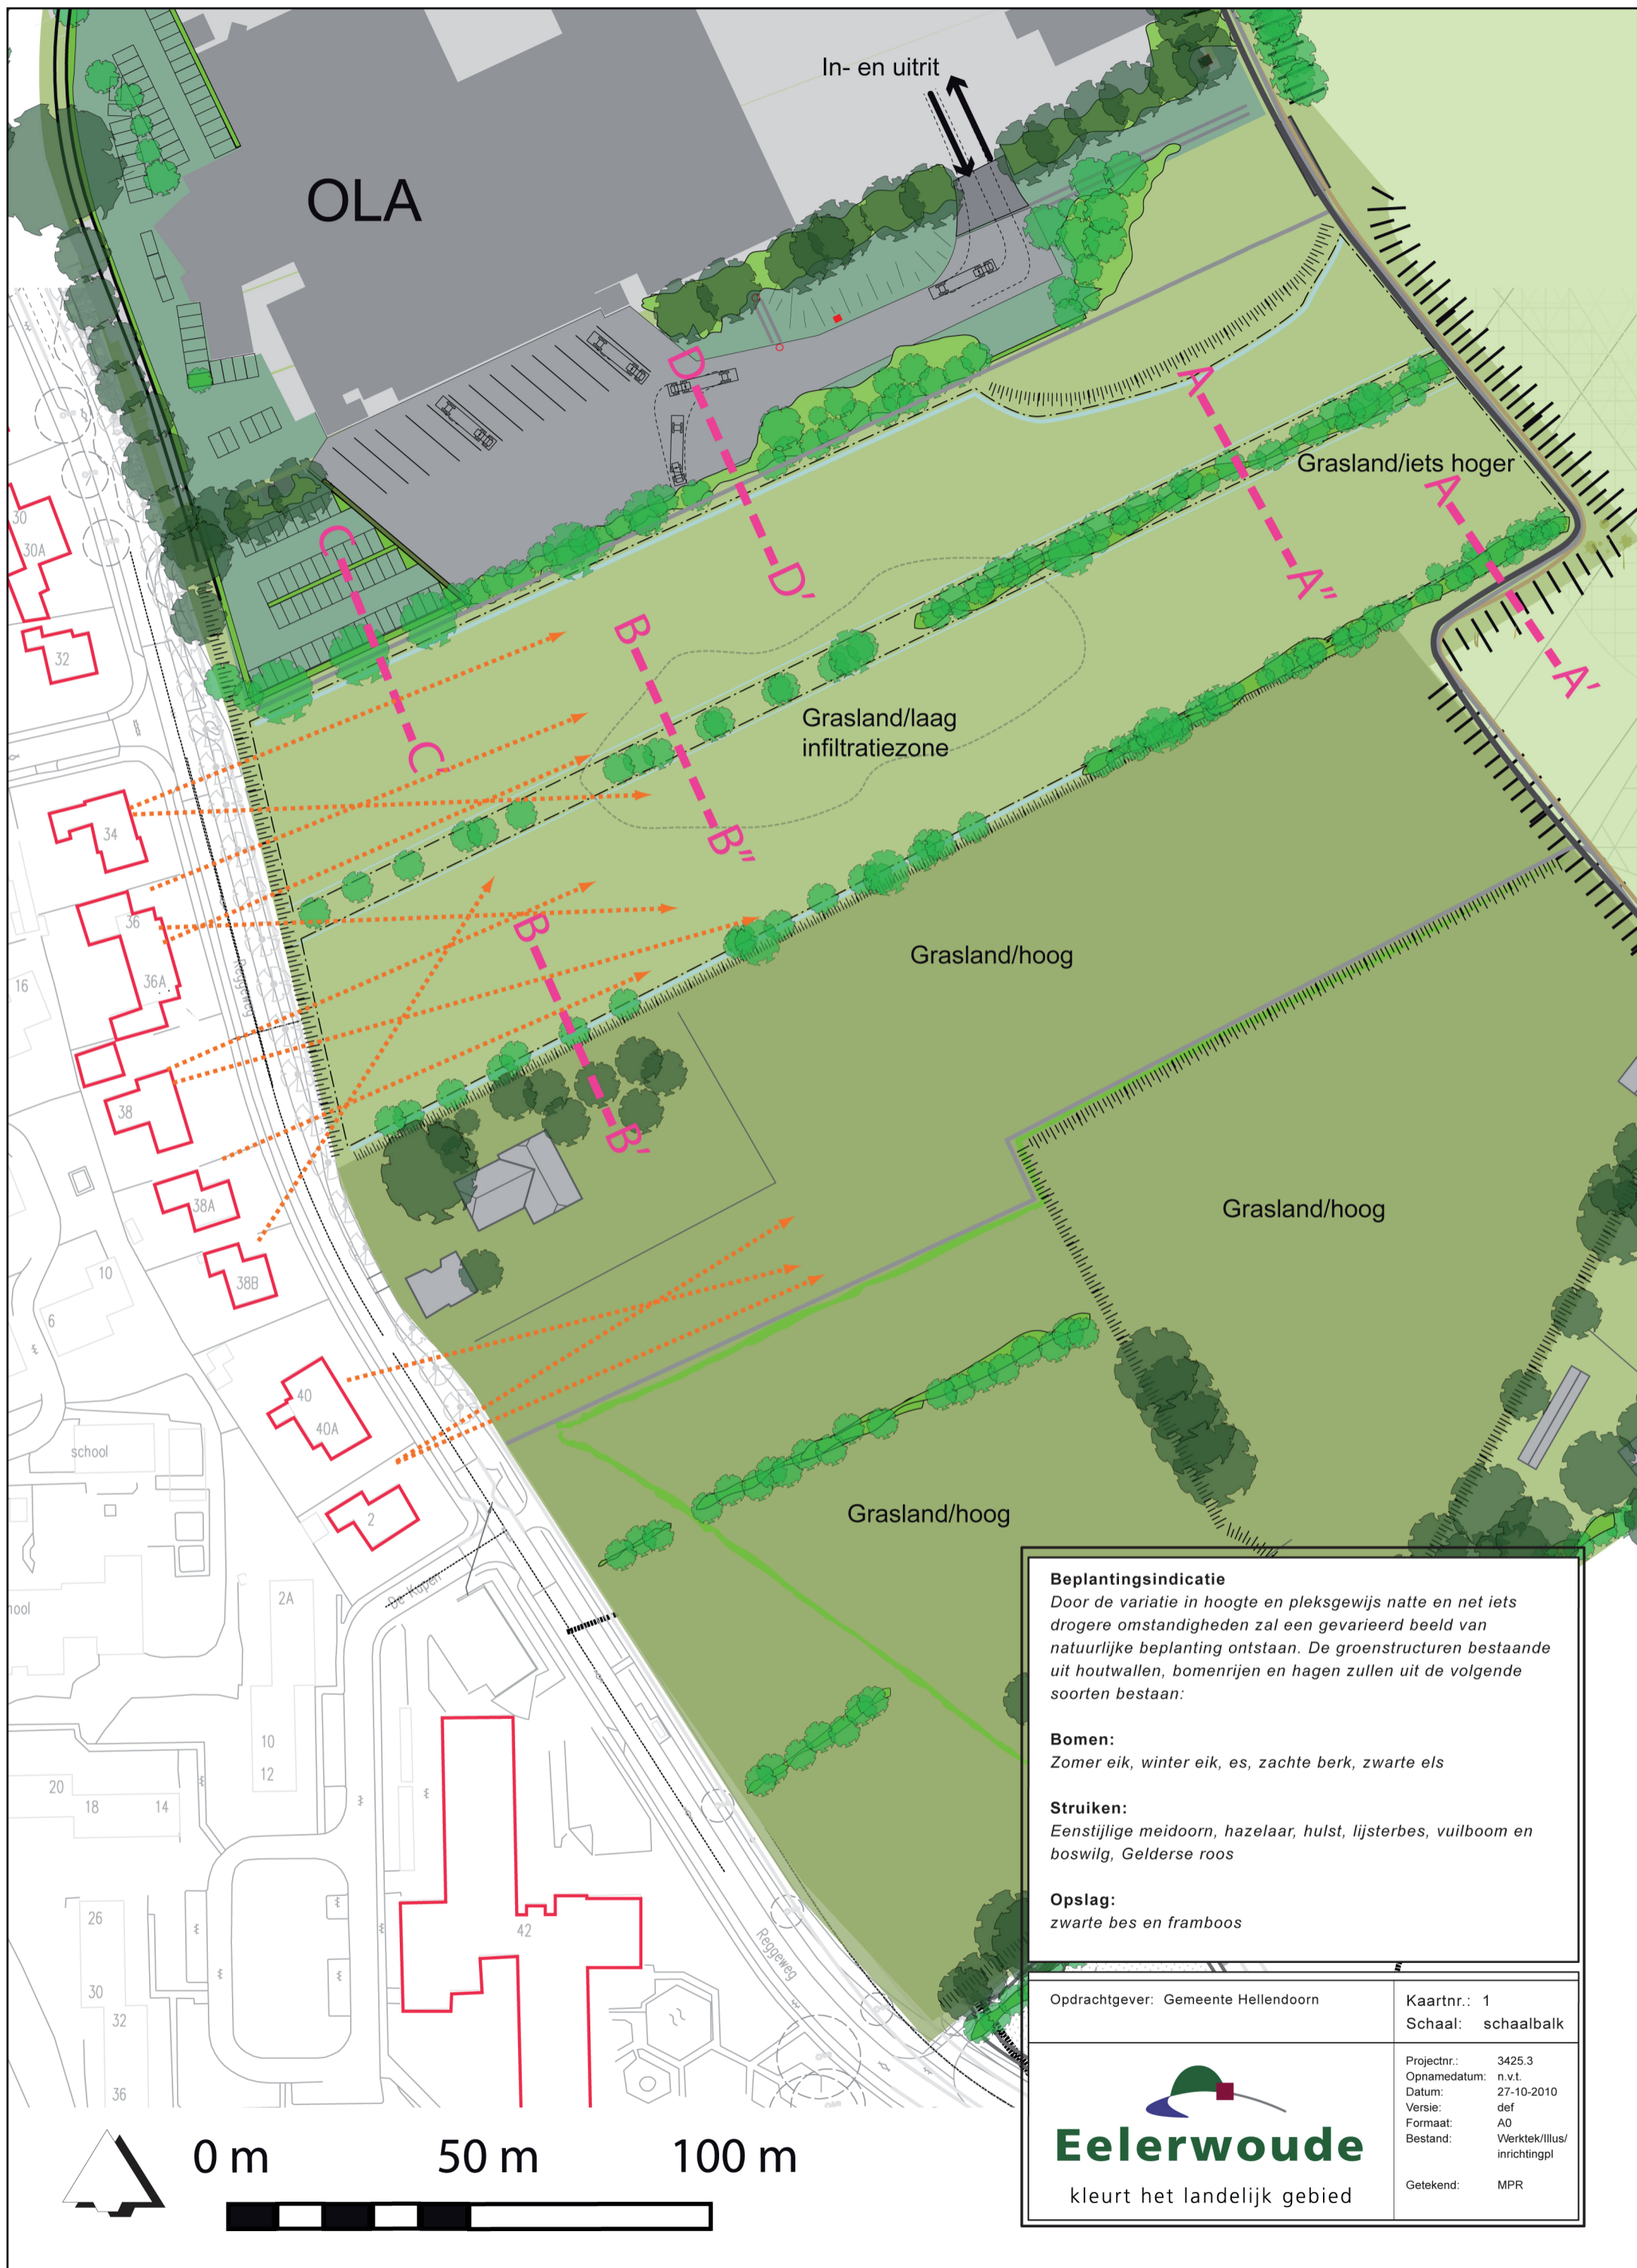 In- en uitrit
OLA
D
A
Grasland/iets hoger
A
30
30A
C
D'
A''
B
32
A'
Grasland/laag
infiltratiezone
C'
34
B''
36
B
Grasland/hoog
36A
16
Reggeweg
38
B'
38A
Grasland/hoog
10
38B
6
40
40A
school
2
Grasland/hoog
De Kupen
2A
hool
10
12
20
18
14
26
42
Reggeweg
30
32
36
Beplantingsindicatie
Door de variatie in hoogte en pleksgewijs natte en net iets
drogere omstandigheden zal een gevarieerd beeld van
natuurlijke beplanting ontstaan. De groenstructuren bestaande
uit houtwallen, bomenrijen en hagen zullen uit de volgende
soorten bestaan:
Bomen:
Zomer eik, winter eik, es, zachte berk, zwarte els
Struiken:
Eenstijlige meidoorn, hazelaar, hulst, lijsterbes, vuilboom en
boswilg, Gelderse roos
Opslag:
zwarte bes en framboos
Opdrachtgever: Gemeente Hellendoorn
Kaartnr.: 1
Schaal: schaalbalk
Projectnr.: 3425.3
Opnamedatum: n.v.t.
Datum: 27-10-2010
Versie: def
Formaat: A0
Bestand: Werktek/Illus/
inrichtingpl
Getekend: MPR
Eelerwoude
kleurt het landelijk gebied
0 m 50 m 100 m